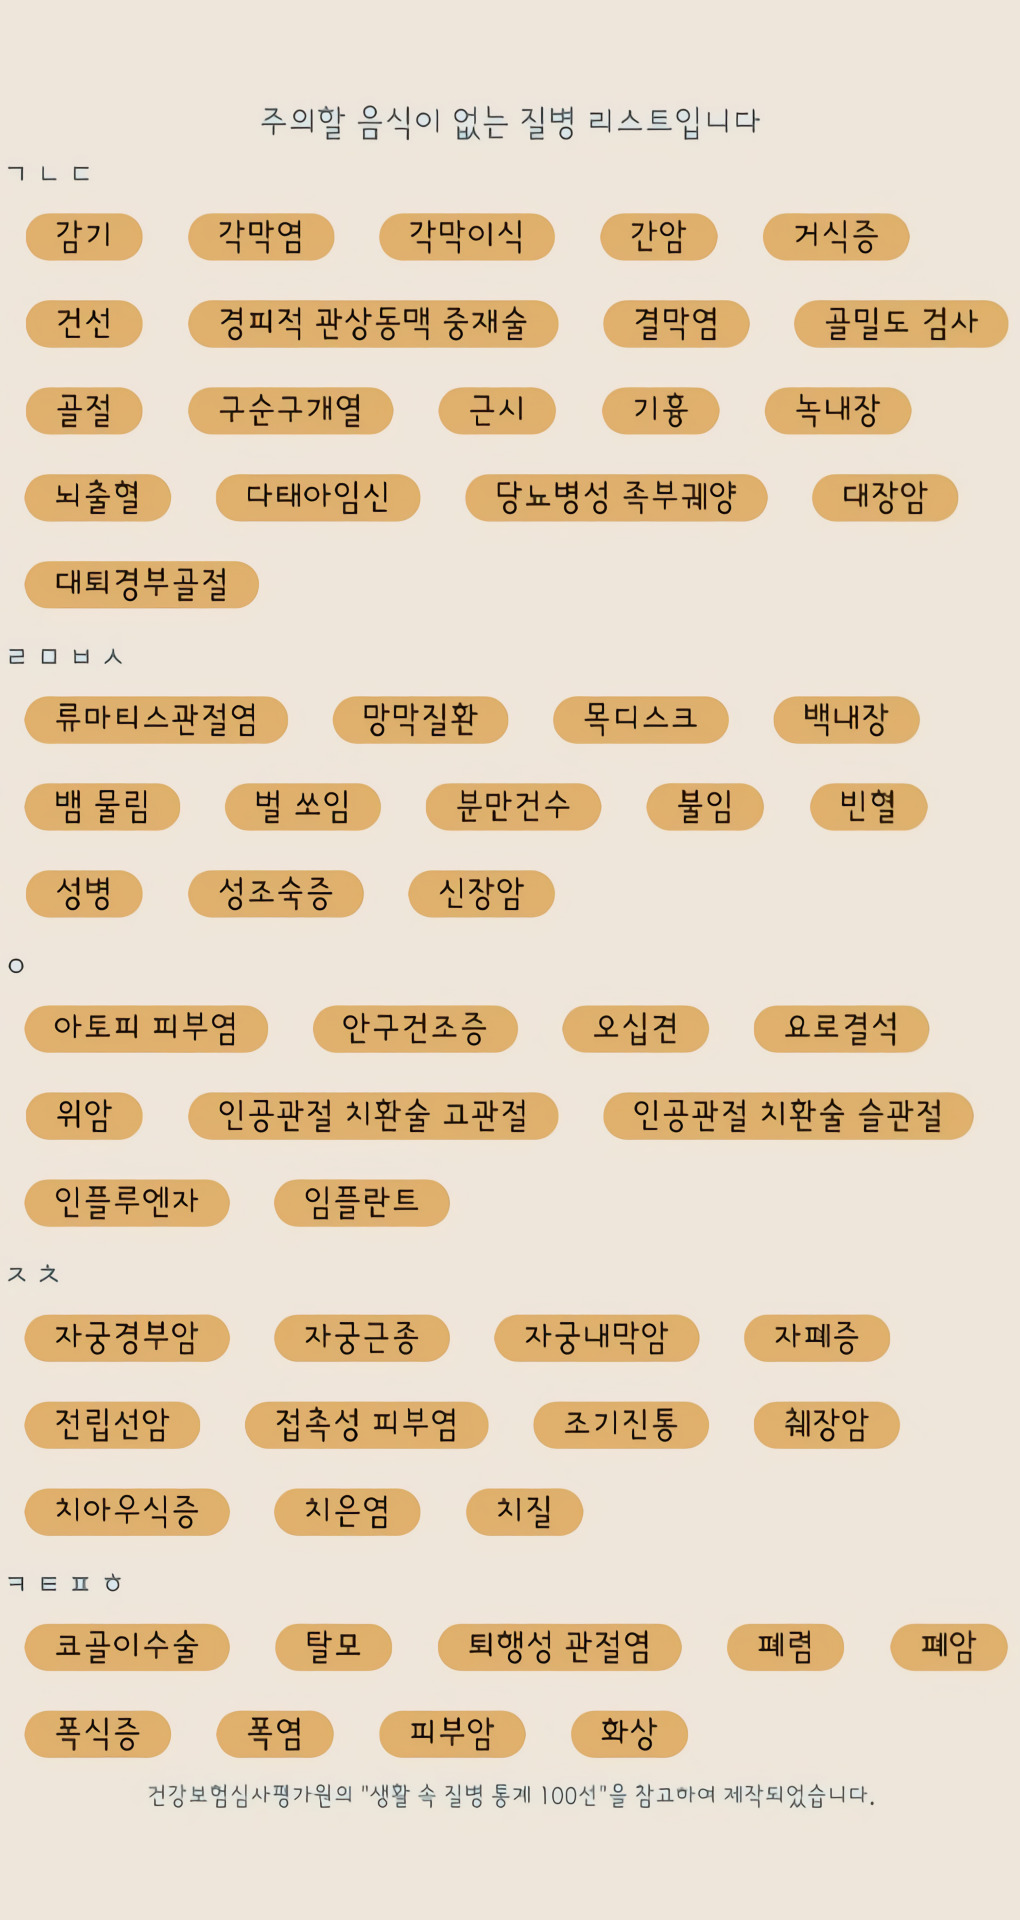 주의할 음식이 없는 질병 리스트입니다
ㄱ ㄴ ㄷ
감기 각막염 각막이식 간암 거식증
건선 경피적 관상동맥 중재술 결막염 골밀도 검사
골절 구순구개열 근시 기흉 녹내장
뇌출혈 다태아임신 당뇨병성 족부궤양 대장암
대퇴경부골절
ㄹ ㅁ ㅂ ㅅ
류마티스관절염 망막질환 목디스크 백내장
뱀 물림 벌 쏘임 분만건수 불임 빈혈
성병 성조숙증 신장암
ㅇ
아토피 피부염 안구건조증 오십견 요로결석
위암 인공관절 치환술 고관절 인공관절 치환술 슬관절
인플루엔자 임플란트
ㅈ ㅊ
자궁경부암 자궁근종 자궁내막암 자폐증
전립선암 접촉성 피부염 조기진통 췌장암
치아우식증 치은염 치질
ㅋ ㅌ ㅍ ㅎ
코골이수술 탈모 퇴행성 관절염 폐렴 폐암
폭식증 폭염 피부암 화상
건강보험심사평가원의 "생활 속 질병 통계 100선"을 참고하여 제작되었습니다.